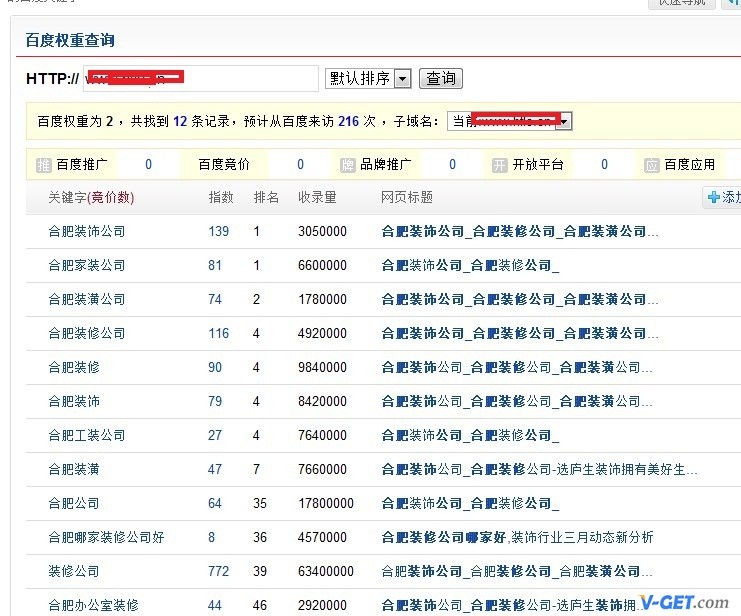 的百度关键字
快速导航
百度权重查询
HTTP:// 默认排序 查询
百度权重为 2 ，共找到 12 条记录，预计从百度来访 216 次 ，子域名： 当前
推 百度推广 0 百度竞价 0 牌 品牌推广 0 开 开放平台 0 应 百度应用
关键字(竞价数) 指数 排名 收录量 网页标题 添加
合肥装饰公司 139 1 3050000 合肥装饰公司_合肥装修公司_合肥装潢公司...
合肥家装公司 81 1 6600000 合肥装饰公司_合肥装修公司_
合肥装潢公司 74 2 1780000 合肥装饰公司_合肥装修公司_合肥装潢公司...
合肥装修公司 116 4 4920000 合肥装饰公司_合肥装修公司_合肥装潢公司...
合肥装修 90 4 9840000 合肥装饰公司_合肥装修公司_合肥装潢公司...
合肥装饰 79 4 8420000 合肥装饰公司_合肥装修公司_合肥装潢公司...
合肥工装公司 27 4 7640000 合肥装饰公司_合肥装修公司_
合肥装潢 47 7 7660000 合肥装饰公司_合肥装修公司-选庐生装饰拥有美好生...
合肥公司 64 35 17800000 合肥装饰公司_合肥装修公司_
合肥哪家装修公司好 8 36 4570000 合肥装修公司哪家好,装饰行业三月动态新分析
装修公司 772 39 63400000 合肥装饰公司_合肥装修公司_合肥装潢公司...
合肥办公室装修 44 46 2920000 合肥装饰公司_合肥装修公司-选庐生装饰拥
V-GET.com